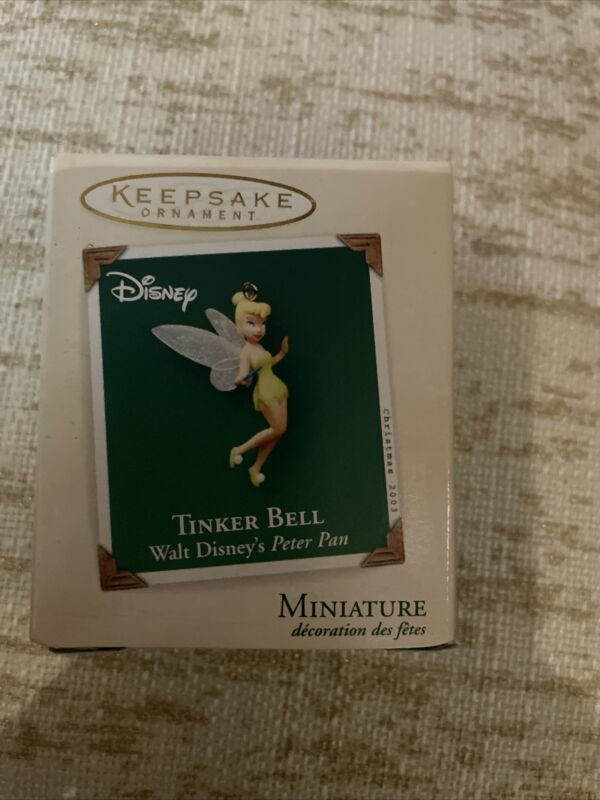 KEEPSAKE
ORNAMENT
Disney
Christmas 2003
TINKER BELL
Walt Disney's Peter Pan
MINIATURE
décoration des fêtes